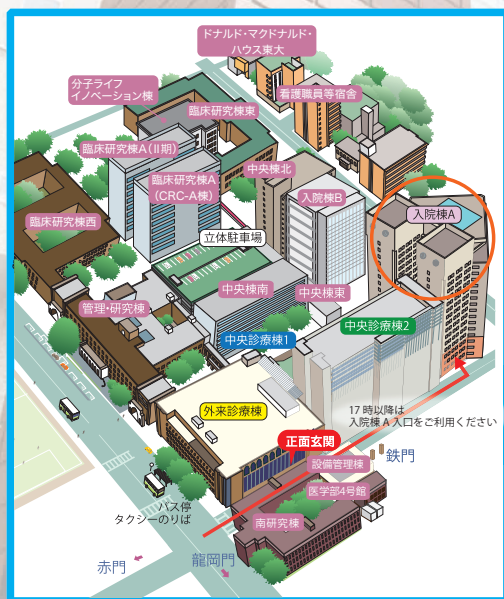 ドナルド・マクドナルド・
ハウス東大
分子ライフ
イノベーション棟
看護職員等宿舎
臨床研究棟東
臨床研究棟A(Ⅱ期)
中央棟北
臨床研究棟A
(CRC-A棟)
入院棟B
入院棟A
臨床研究棟西
立体駐車場
中央棟南
中央棟東
管理・研究棟
中央診療棟2
中央診療棟1
外来診療棟
17時以降は
入院棟A入口をご利用ください
正面玄関
鉄門
設備管理棟
医学部4号館
バス停
タクシーのりば
南研究棟
赤門
龍岡門